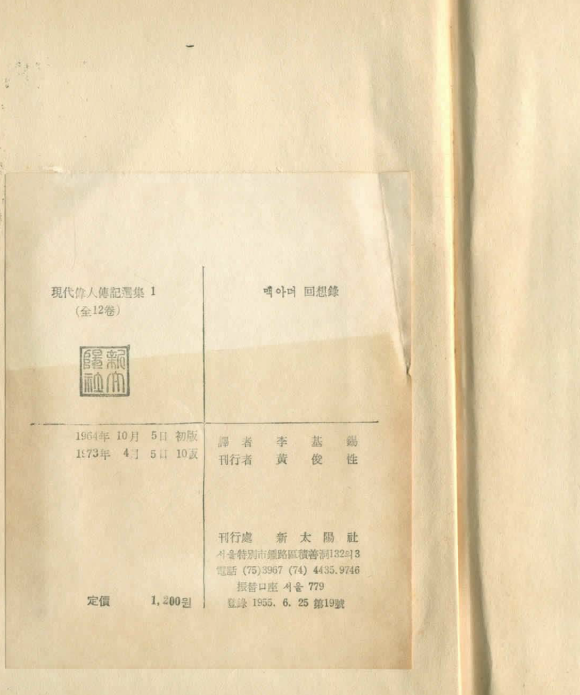 現代偉人傳記選集 1
(全12卷)
맥아더 回想錄
新太陽社
1964年 10月 5日 初版
1973年 4月 5日 10版
譯者 李基錫
刊行者 黃俊性
刊行處 新太陽社
서울特別市鍾路區積善洞132의3
電話 (75)3967 (74) 4435.9746
振替口座 서울 779
登錄 1955. 6. 25 第19號
定價 1,200원